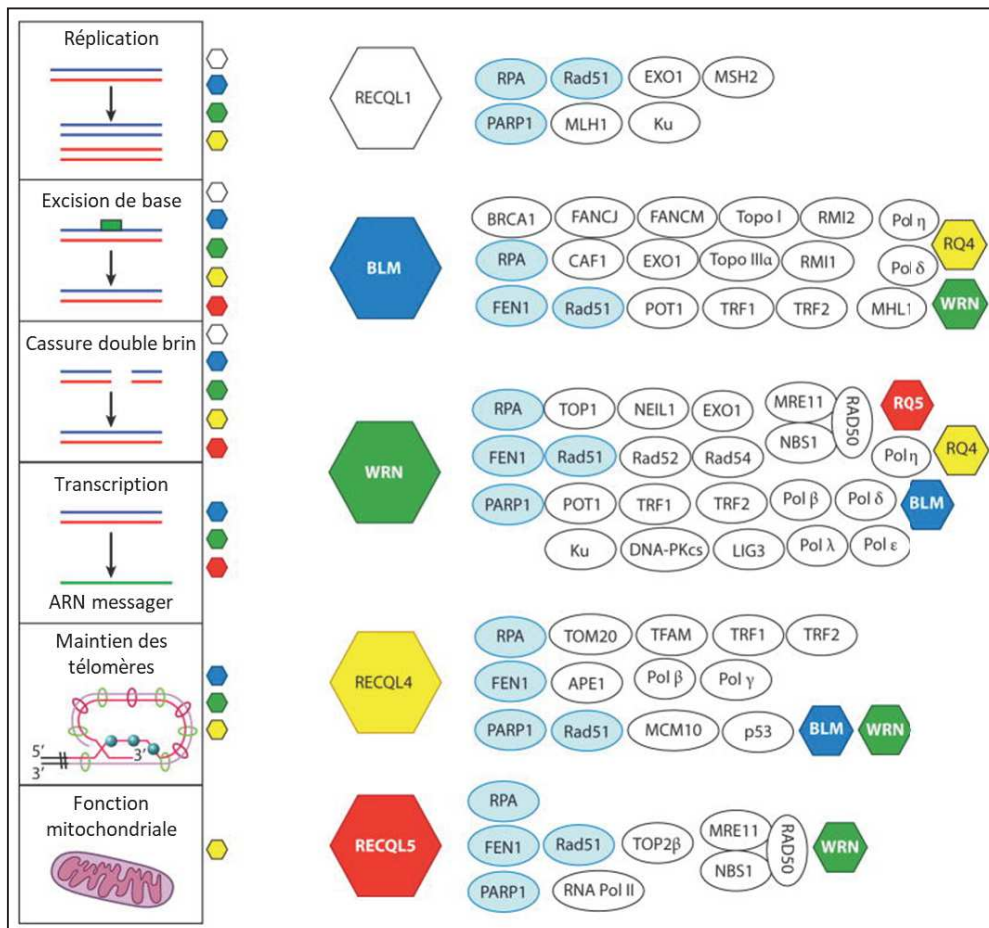 Réplication
Excision de base
Cassure double brin
Transcription
ARN messager
Maintien des
télomères
5′
3′
3′
Fonction
mitochondriale
RECQL1
RPA Rad51 EXO1 MSH2
PARP1 MLH1 Ku
BLM
BRCA1 FANCJ FANCM Topo I RMI2 Pol η
RQ4
RPA CAF1 EXO1 Topo IIIα RMI1 Pol δ
FEN1 Rad51 POT1 TRF1 TRF2 MHL1 WRN
WRN
RPA TOP1 NEIL1 EXO1 MRE11 RAD50 RQ5
NBS1
FEN1 Rad51 Rad52 Rad54 Pol η RQ4
PARP1 POT1 TRF1 TRF2 Pol β Pol δ BLM
Ku DNA-PKcs LIG3 Pol λ Pol ε
RECQL4
RPA TOM20 TFAM TRF1 TRF2
FEN1 APE1 Pol β Pol γ
PARP1 Rad51 MCM10 p53 BLM WRN
RECQL5
RPA
FEN1 Rad51 TOP2β MRE11 RAD50 WRN
NBS1
PARP1 RNA Pol II